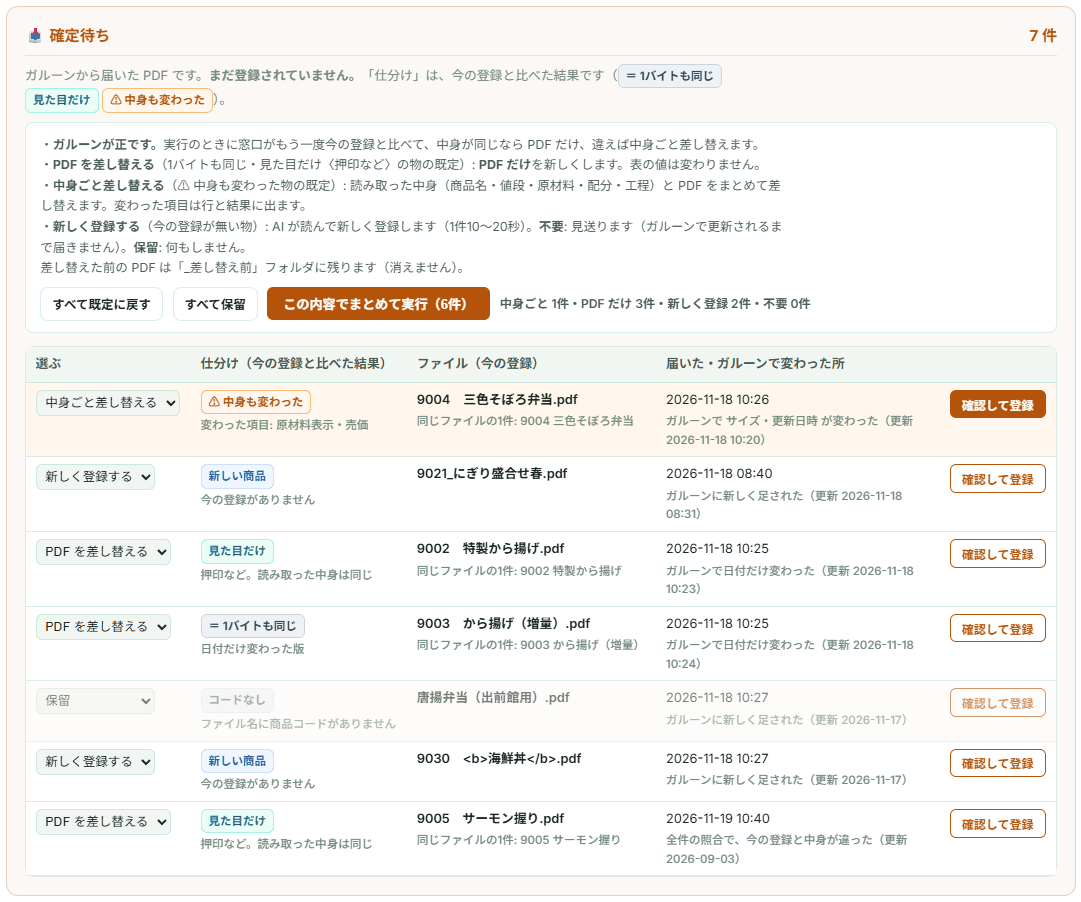 確定待ち
7 件
ガルーンから届いた PDF です。まだ登録されていません。「仕分け」は、今の登録と比べた結果です（＝ 1バイトも同じ
見た目だけ ⚠ 中身も変わった）。
・ガルーンが正です。実行のときに窓口がもう一度今の登録と比べて、中身が同じなら PDF だけ、違えば中身ごと差し替えます。
・PDF を差し替える（1バイトも同じ・見た目だけ〈押印など〉の物の既定）: PDF だけを新しくします。表の値は変わりません。
・中身ごと差し替える（⚠ 中身も変わった物の既定）: 読み取った中身（商品名・値段・原材料・配分・工程）と PDF をまとめて差
し替えます。変わった項目は行と結果に出ます。
・新しく登録する（今の登録が無い物）: AI が読んで新しく登録します（1件10〜20秒）。不要: 見送ります（ガルーンで更新されるま
で届きません）。保留: 何もしません。
差し替えた前の PDF は「_差し替え前」フォルダに残ります（消えません）。
すべて既定に戻す すべて保留 この内容でまとめて実行（6件） 中身ごと 1件・PDF だけ 3件・新しく登録 2件・不要 0件
選ぶ 仕分け（今の登録と比べた結果） ファイル（今の登録） 届いた・ガルーンで変わった所
中身ごと差し替える ⚠ 中身も変わった 9004　三色そぼろ弁当.pdf 2026-11-18 10:26 確認して登録
変わった項目: 原材料表示・売価 同じファイルの1件: 9004 三色そぼろ弁当 ガルーンで サイズ・更新日時 が変わった（更新
2026-11-18 10:20）
新しく登録する 新しい商品 9021_にぎり盛合せ春.pdf 2026-11-18 08:40 確認して登録
今の登録がありません ガルーンに新しく足された（更新 2026-11-18
08:31）
PDF を差し替える 見た目だけ 9002　特製から揚げ.pdf 2026-11-18 10:25 確認して登録
押印など。読み取った中身は同じ 同じファイルの1件: 9002 特製から揚げ ガルーンで日付だけ変わった（更新 2026-11-18
10:23）
PDF を差し替える ＝ 1バイトも同じ 9003　から揚げ（増量）.pdf 2026-11-18 10:25 確認して登録
日付だけ変わった版 同じファイルの1件: 9003 から揚げ（増量） ガルーンで日付だけ変わった（更新 2026-11-18
10:24）
保留 コードなし 唐揚弁当（出前館用）.pdf 2026-11-18 10:27 確認して登録
ファイル名に商品コードがありません ガルーンに新しく足された（更新 2026-11-17）
新しく登録する 新しい商品 9030　<b>海鮮丼</b>.pdf 2026-11-18 10:27 確認して登録
今の登録がありません ガルーンに新しく足された（更新 2026-11-17）
PDF を差し替える 見た目だけ 9005　サーモン握り.pdf 2026-11-19 10:40 確認して登録
押印など。読み取った中身は同じ 同じファイルの1件: 9005 サーモン握り 全件の照合で、今の登録と中身が違った（更新
2026-09-03）